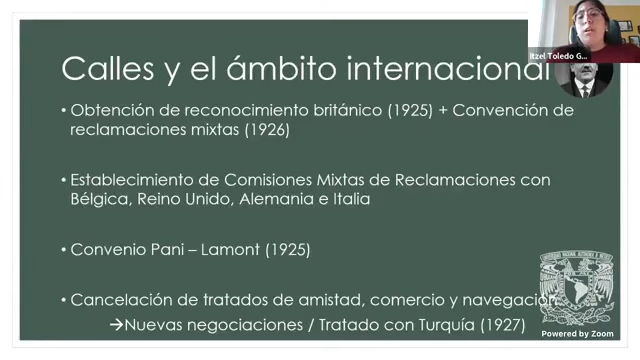 Itzel Toledo G...
Calles y el ámbito internacional
• Obtención de reconocimiento británico (1925) + Convención de
reclamaciones mixtas (1926)
• Establecimiento de Comisiones Mixtas de Reclamaciones con
Bélgica, Reino Unido, Alemania e Italia
• Convenio Pani – Lamont (1925)
• Cancelación de tratados de amistad, comercio y navegación
→Nuevas negociaciones / Tratado con Turquía (1927)
Powered by Zoom